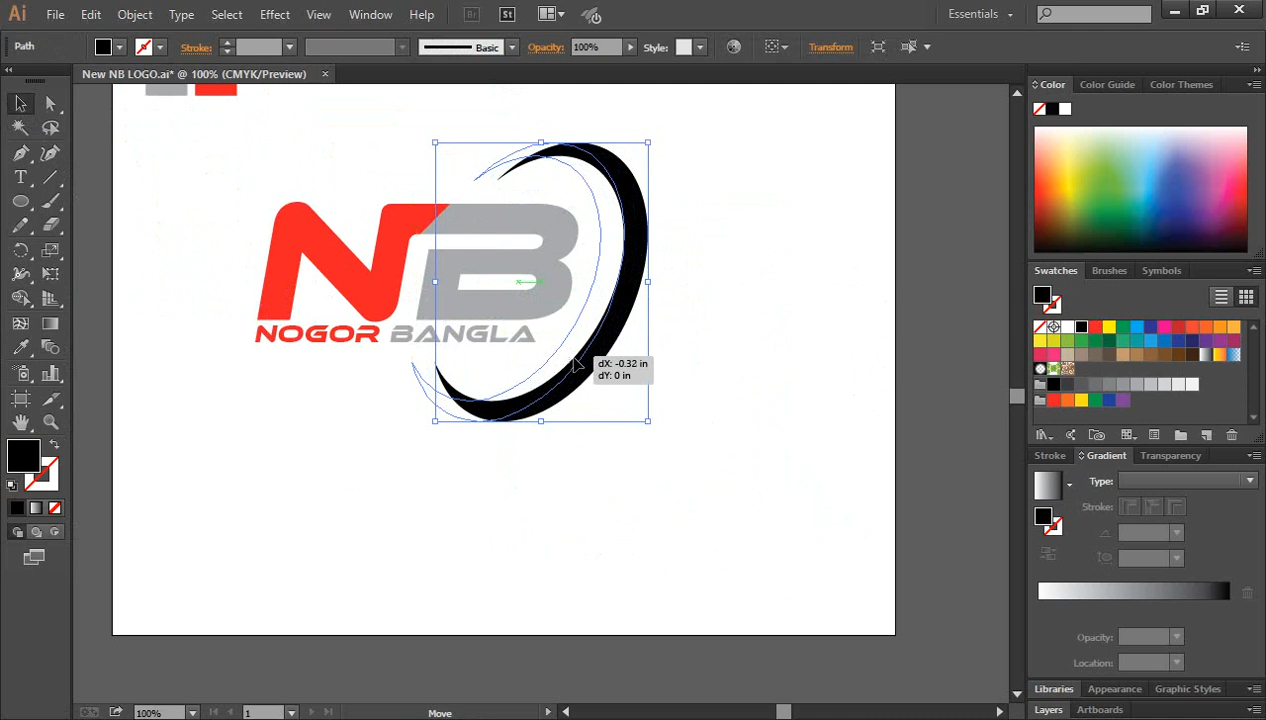 Ai File Edit Object Type Select Effect View Window Help Br St Essentials
Path Stroke: Basic Opacity: 100% Style: Transform
New NB LOGO.ai* @ 100% (CMYK/Preview)
Color Color Guide Color Themes
NB
NOGOR BANGLA
dX: -0.32 in
dY: 0 in
Swatches Brushes Symbols
Stroke Gradient Transparency
Type:
Stroke:
Opacity:
Location:
Libraries Appearance Graphic Styles
Layers Artboards
100% 1 Move